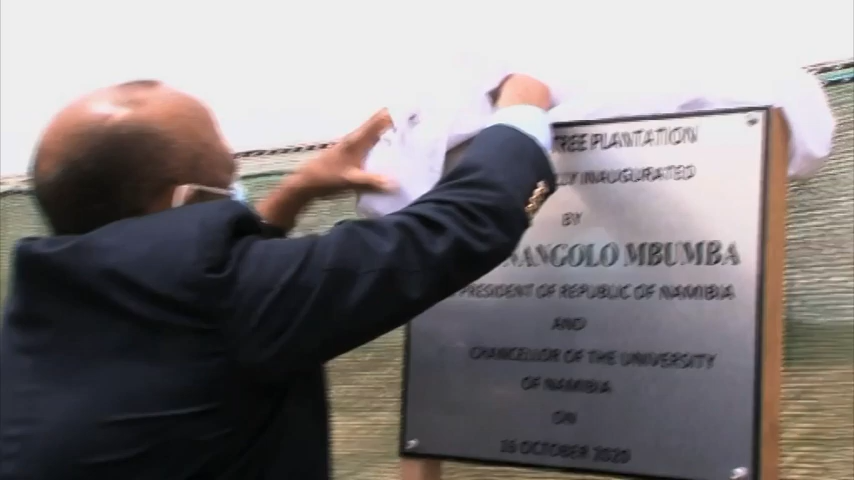 TREE PLANTATION
LLY INAUGURATED
BY
NANGOLO MBUMBA
PRESIDENT OF REPUBLIC OF NAMIBIA
AND
CHANCELLOR OF THE UNIVERSITY
OF NAMIBIA
ON
16 OCTOBER 2020